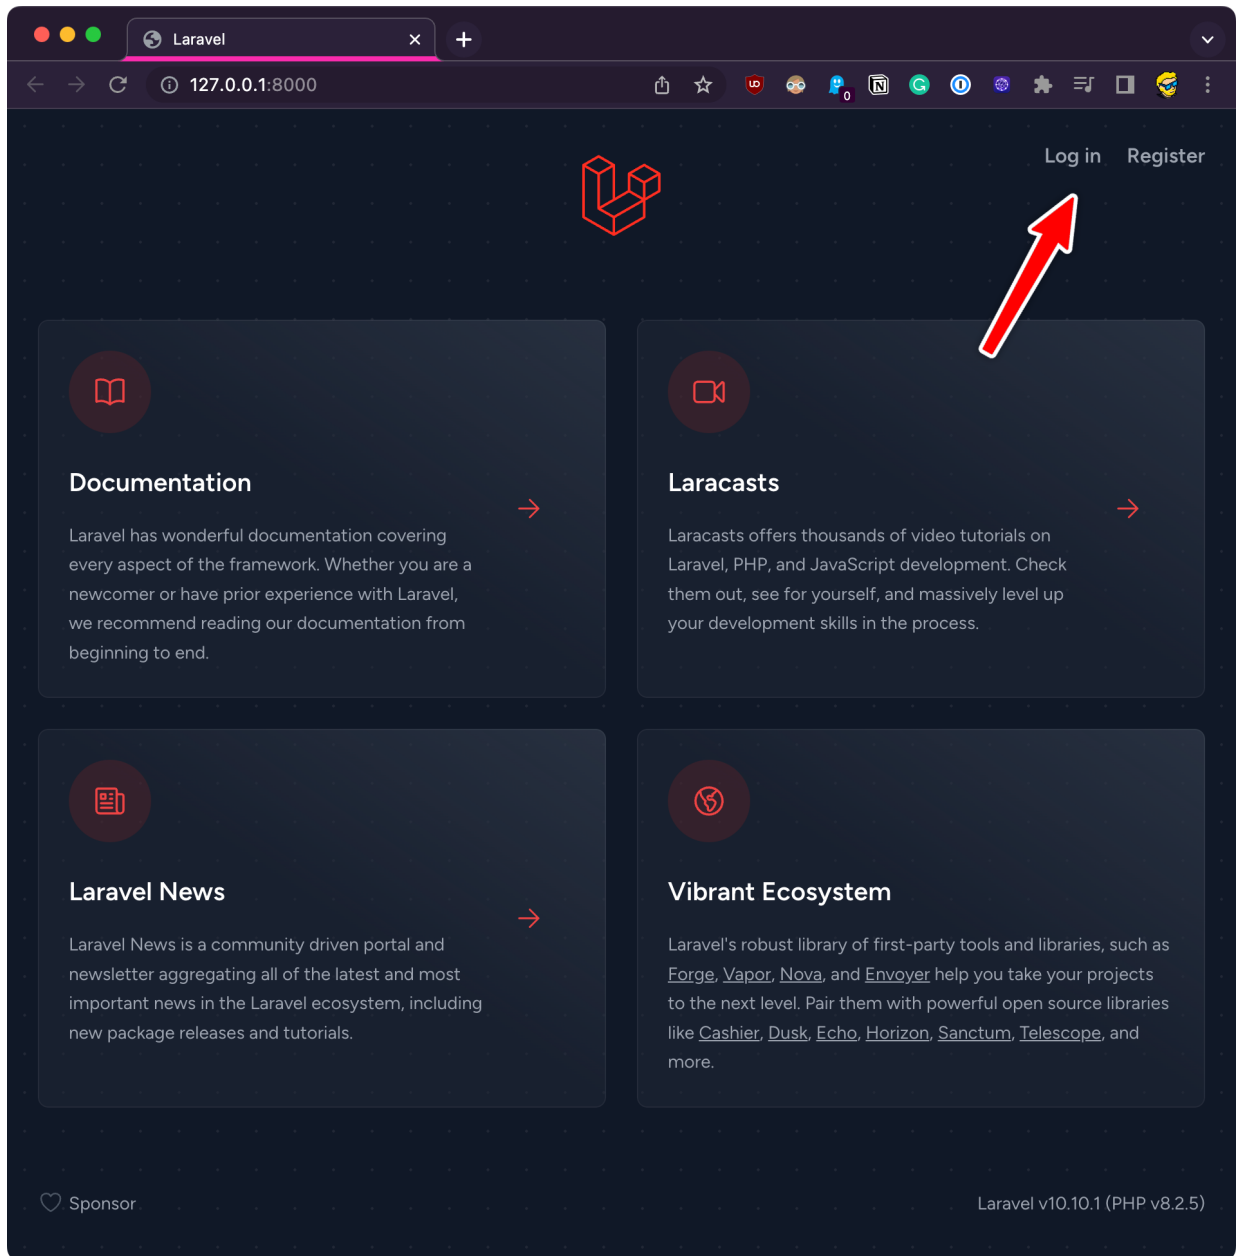 Laravel
127.0.0.1:8000
0
Log in Register
Documentation
Laravel has wonderful documentation covering
every aspect of the framework. Whether you are a
newcomer or have prior experience with Laravel,
we recommend reading our documentation from
beginning to end.
Laracasts
Laracasts offers thousands of video tutorials on
Laravel, PHP, and JavaScript development. Check
them out, see for yourself, and massively level up
your development skills in the process.
Laravel News
Laravel News is a community driven portal and
newsletter aggregating all of the latest and most
important news in the Laravel ecosystem, including
new package releases and tutorials.
Vibrant Ecosystem
Laravel's robust library of first-party tools and libraries, such as
Forge, Vapor, Nova, and Envoyer help you take your projects
to the next level. Pair them with powerful open source libraries
like Cashier, Dusk, Echo, Horizon, Sanctum, Telescope, and
more.
Sponsor
Laravel v10.10.1 (PHP v8.2.5)